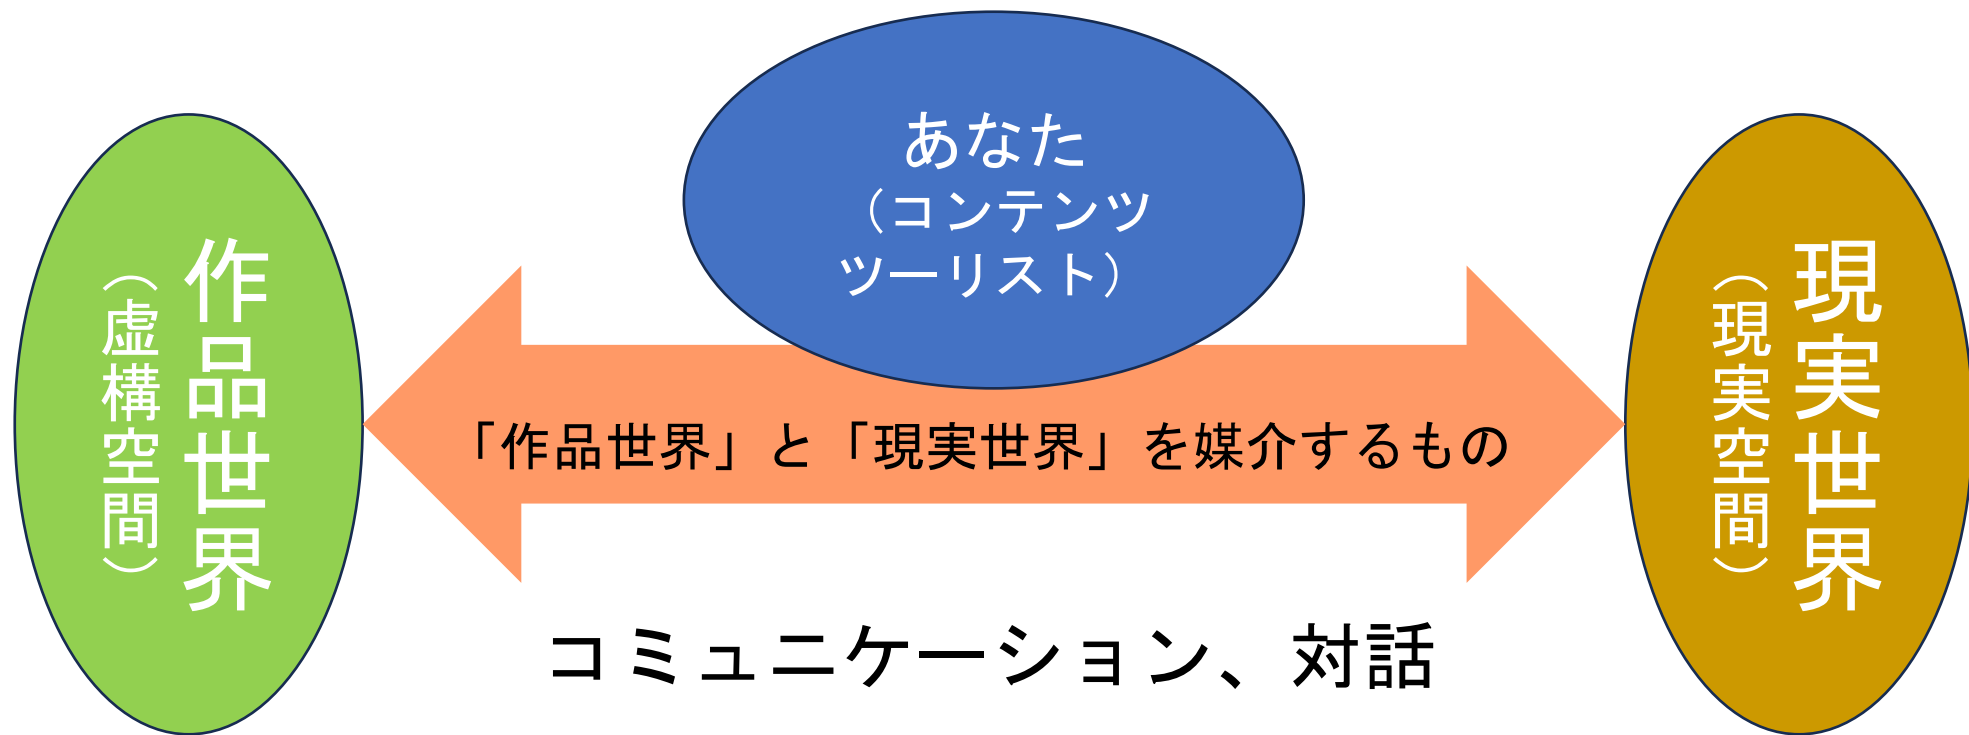 あなた
（コンテンツ
ツーリスト）
作品世界
（虚構空間）
「作品世界」と「現実世界」を媒介するもの
現実世界
（現実空間）
コミュニケーション、対話